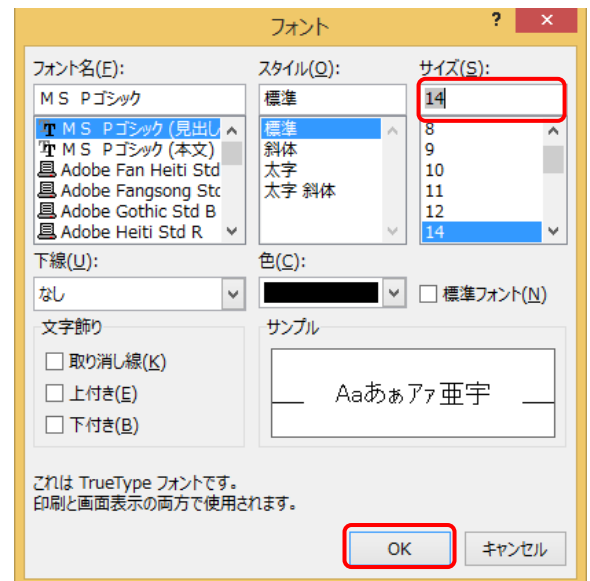 フォント
? ×
フォント名(F):
スタイル(O):
サイズ(S):
ＭＳ Ｐゴシック
標準
14
ＭＳ Ｐゴシック (見出し
ＭＳ Ｐゴシック (本文)
Adobe Fan Heiti Std
Adobe Fangsong Stc
Adobe Gothic Std B
Adobe Heiti Std R
標準
斜体
太字
太字 斜体
8
9
10
11
12
14
下線(U):
色(C):
なし
標準フォント(N)
文字飾り
取り消し線(K)
上付き(E)
下付き(B)
サンプル
Aaあぁアァ亜宇
これは TrueType フォントです。
印刷と画面表示の両方で使用されます。
OK
キャンセル